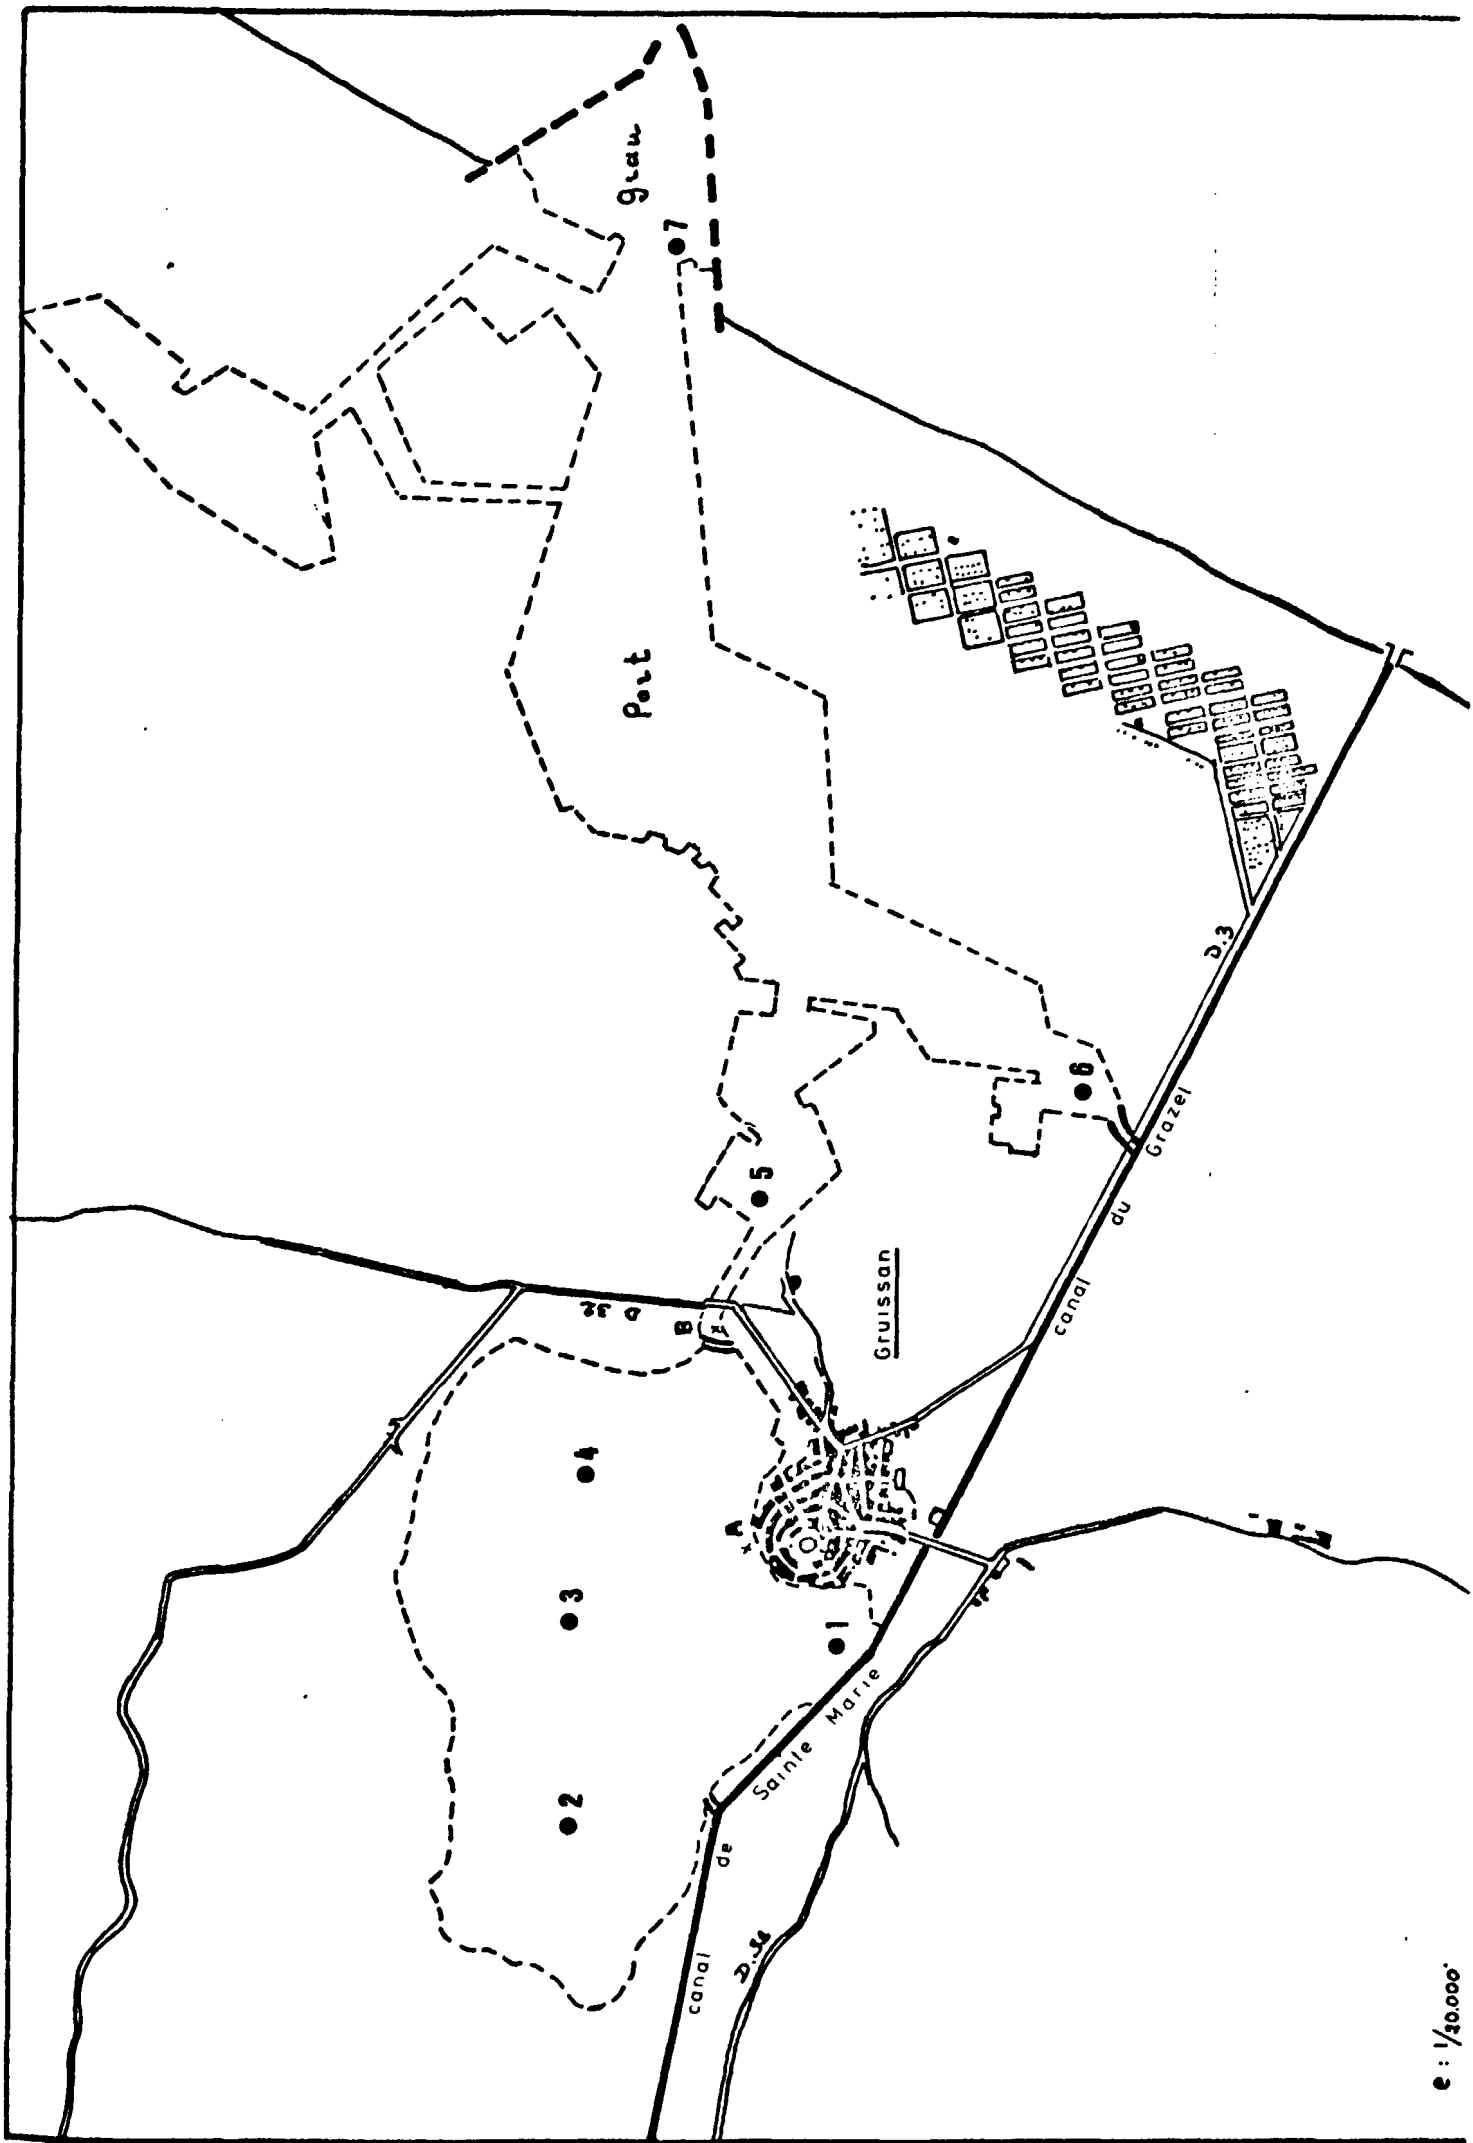 grau
7
Port
D.3
6
5
Grazel
du
canal
Gruissan
D 32
B
4
A
3
1
Marie
Sainte
2
de
canal
D.32
e : 1/20.000